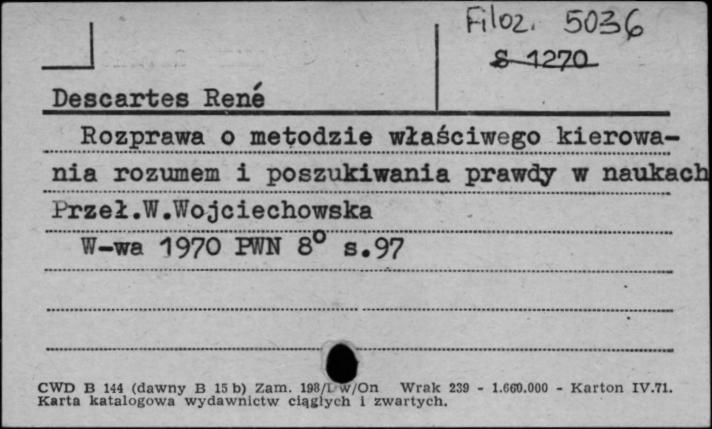 Filoz. 5036
S 1270
Descartes René
Rozprawa o metodzie właściwego kierowa-
nia rozumem i poszukiwania prawdy w naukach
Przeł.W.Wojciechowska
W-wa 1970 PWN 8° s.97
CWD B 144 (dawny B 15 b) Zam. 198/Dw/On Wrak 239 - 1.660.000 - Karton IV.71.
Karta katalogowa wydawnictw ciągłych i zwartych.